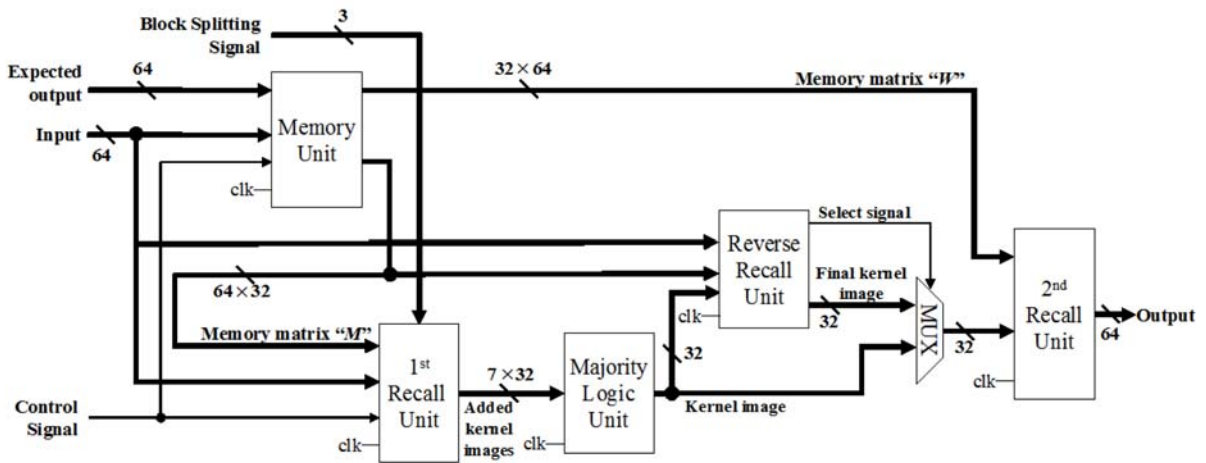 Block Splitting
Signal
3
Expected
output
64
Input
64
Memory
Unit
clk
32 × 64
Memory matrix “W”
64×32
Memory matrix “M”
Control
Signal
1st
Recall
Unit
clk
7×32
Added
kernel
images
Majority
Logic
Unit
clk
32
Kernel image
Reverse
Recall
Unit
clk
Select signal
Final kernel
image
32
MUX
32
2nd
Recall
Unit
clk
64
Output